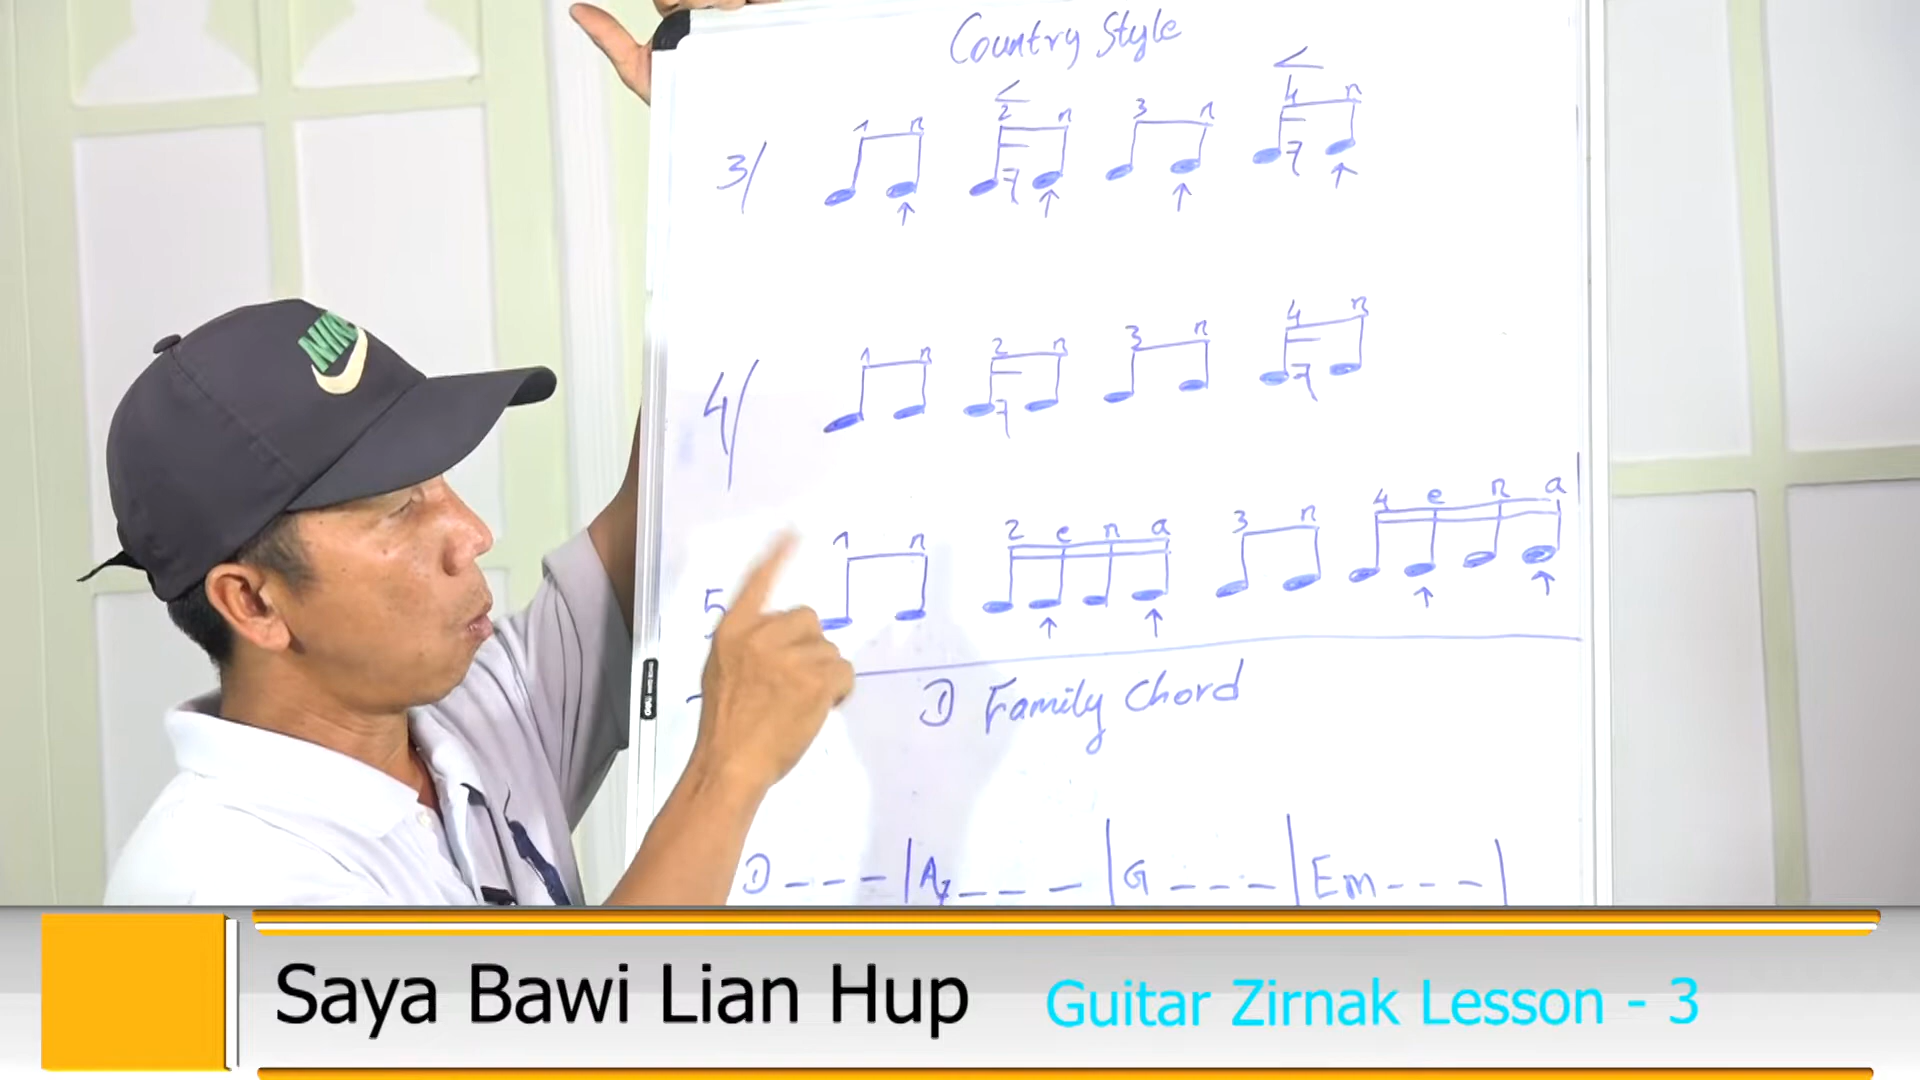 Country Style
3/ 1 n 2 n 3 n 4 n
4/ 1 n 2 n 3 n 4 n
5 1 n 2 e n a 3 n 4 e n a
D Family Chord
D - - - | A7 - - - | G - - - | Em - - - |
Saya Bawi Lian Hup
Guitar Zirnak Lesson - 3